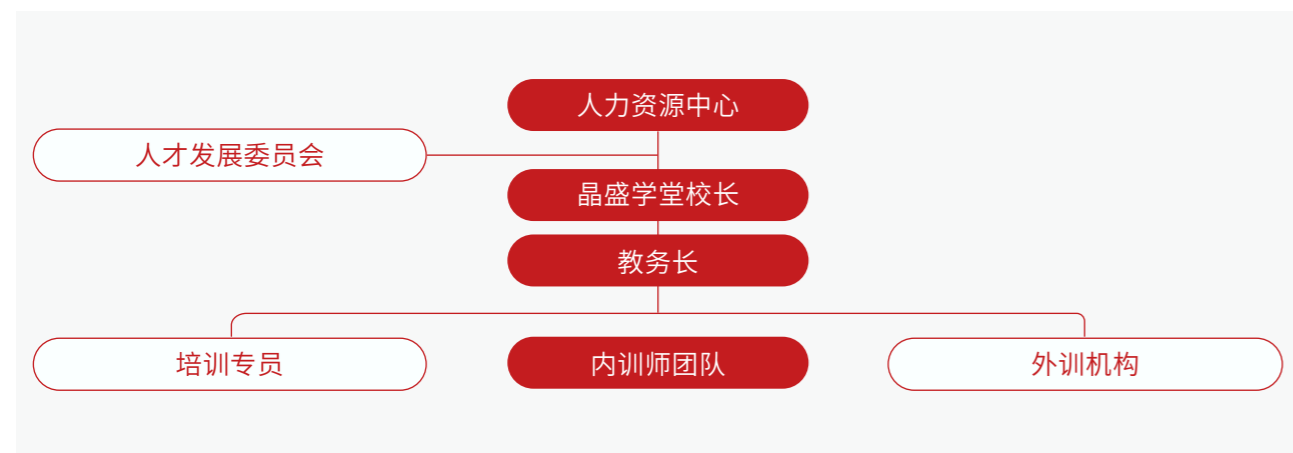 人力资源中心
人才发展委员会
晶盛学堂校长
教务长
培训专员
内训师团队
外训机构